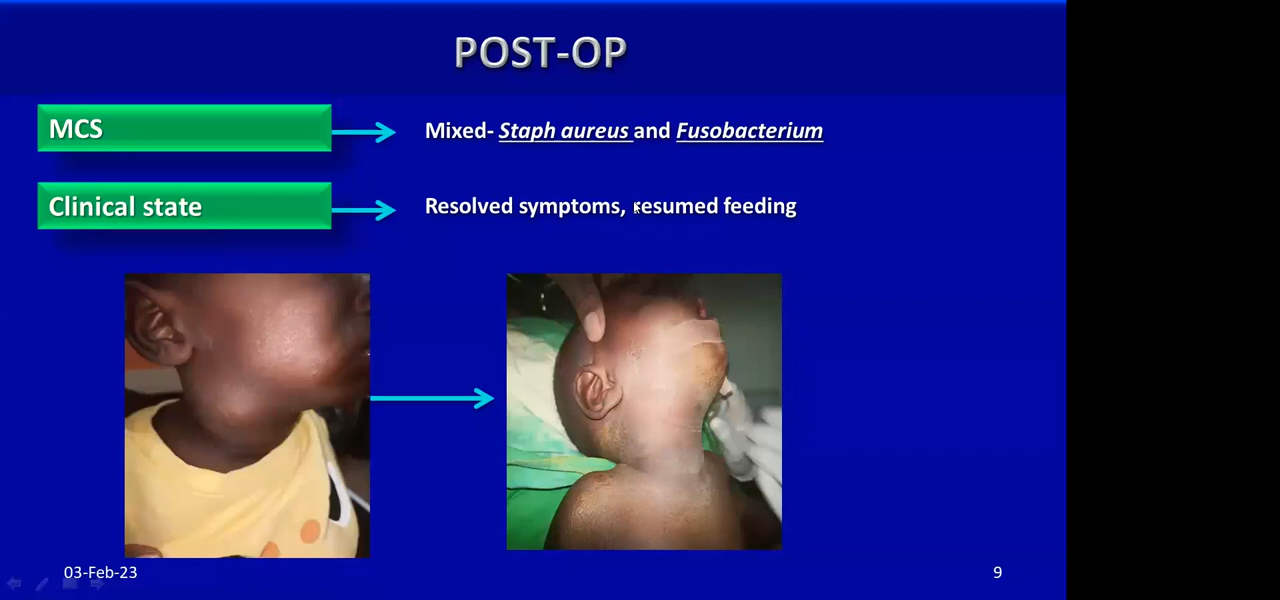 POST-OP
MCS
Mixed- Staph aureus and Fusobacterium
Clinical state
Resolved symptoms, resumed feeding
03-Feb-23
9